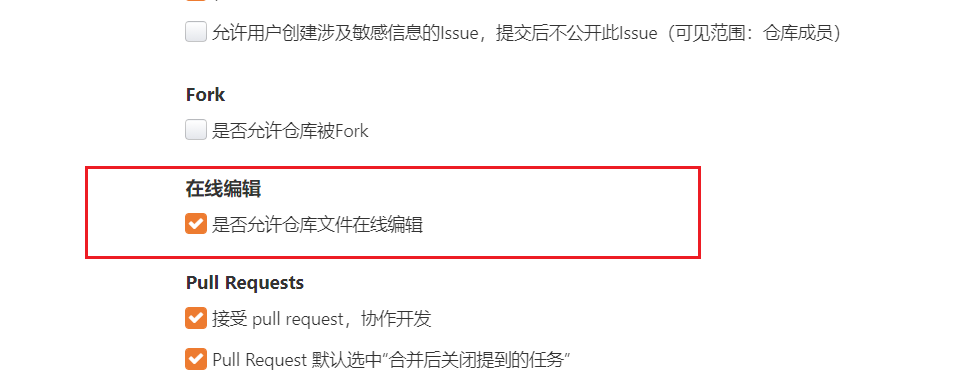 允许用户创建涉及敏感信息的Issue，提交后不公开此Issue（可见范围：仓库成员）
Fork
是否允许仓库被Fork
在线编辑
是否允许仓库文件在线编辑
Pull Requests
接受 pull request，协作开发
Pull Request 默认选中“合并后关闭提到的任务”